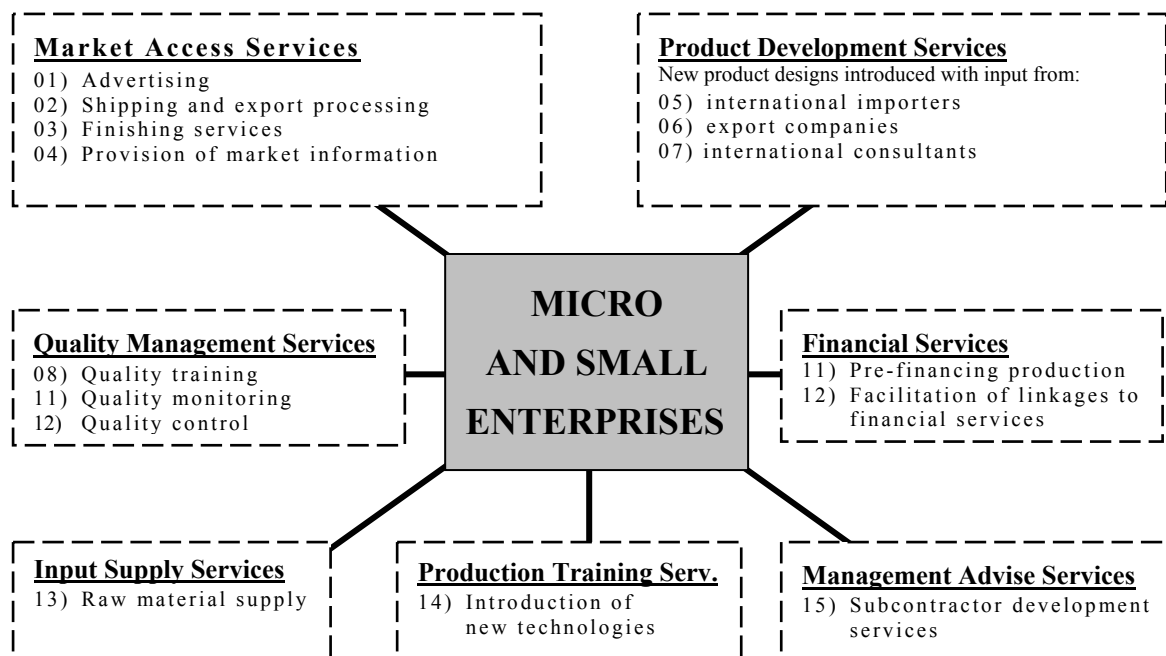 Market Access Services
01) Advertising
02) Shipping and export processing
03) Finishing services
04) Provision of market information
Product Development Services
New product designs introduced with input from:
05) international importers
06) export companies
07) international consultants
MICRO
AND SMALL
ENTERPRISES
Quality Management Services
08) Quality training
11) Quality monitoring
12) Quality control
Financial Services
11) Pre-financing production
12) Facilitation of linkages to
financial services
Input Supply Services
13) Raw material supply
Production Training Serv.
14) Introduction of
new technologies
Management Advise Services
15) Subcontractor development
services